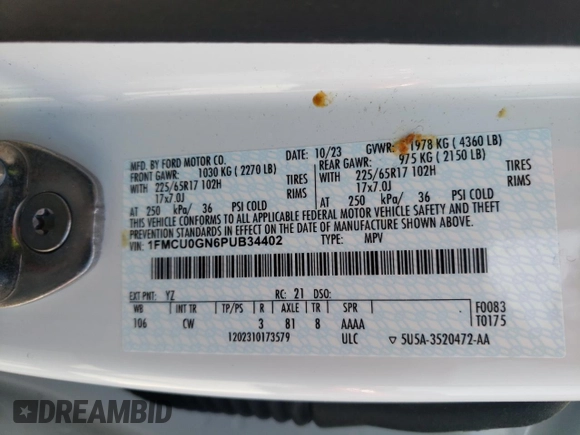 MFD. BY FORD MOTOR CO.
DATE: 10/23 GVWR: 1978 KG ( 4360 LB)
FRONT GAWR: 1030 KG ( 2270 LB)
REAR GAWR: 975 KG ( 2150 LB)
WITH 225/65R17 102H TIRES
WITH 225/65R17 102H TIRES
17x7.0J RIMS
17x7.0J RIMS
AT 250 kPa/ 36 PSI COLD
AT 250 kPa/ 36 PSI COLD
THIS VEHICLE CONFORMS TO ALL APPLICABLE FEDERAL MOTOR VEHICLE SAFETY
AND THEFT PREVENTION STANDARDS IN EFFECT ON THE DATE OF MANUFACTURE SHOWN ABOVE.
VIN: 1FMCU0GN6PUB34402 TYPE: MPV
EXT PNT: YZ RC: 21 DSO:
WB INT TR TP/PS R AXLE TR SPR
106 CW 3 81 8 AAAA
F0083
T0175
1202310173579 ULC 5U5A-3520472-AA
DREAMBID